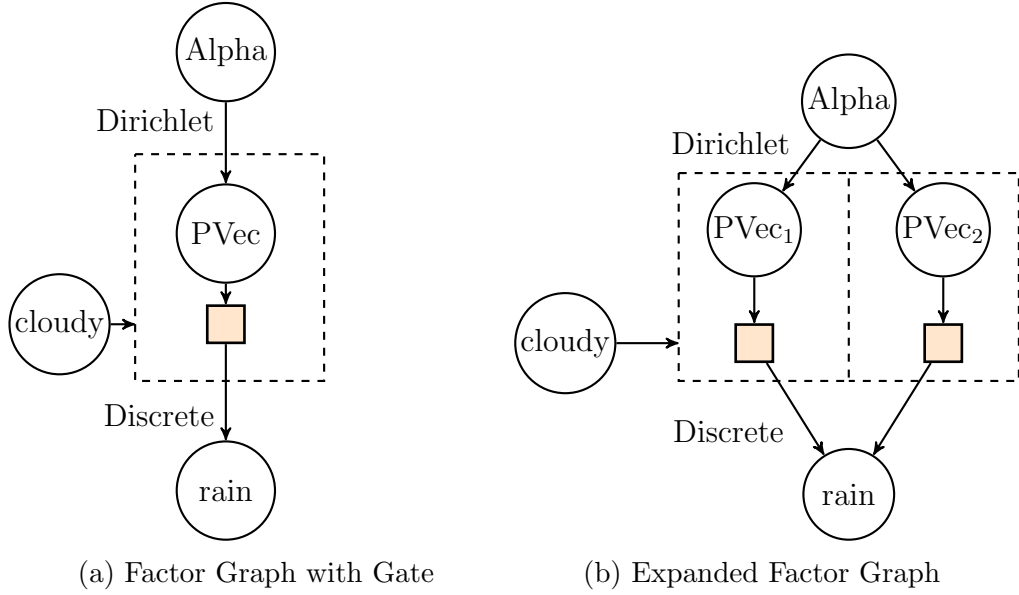 Alpha
Dirichlet
PVec
cloudy
Discrete
rain
(a) Factor Graph with Gate
Alpha
Dirichlet
PVec₁
PVec₂
cloudy
Discrete
rain
(b) Expanded Factor Graph